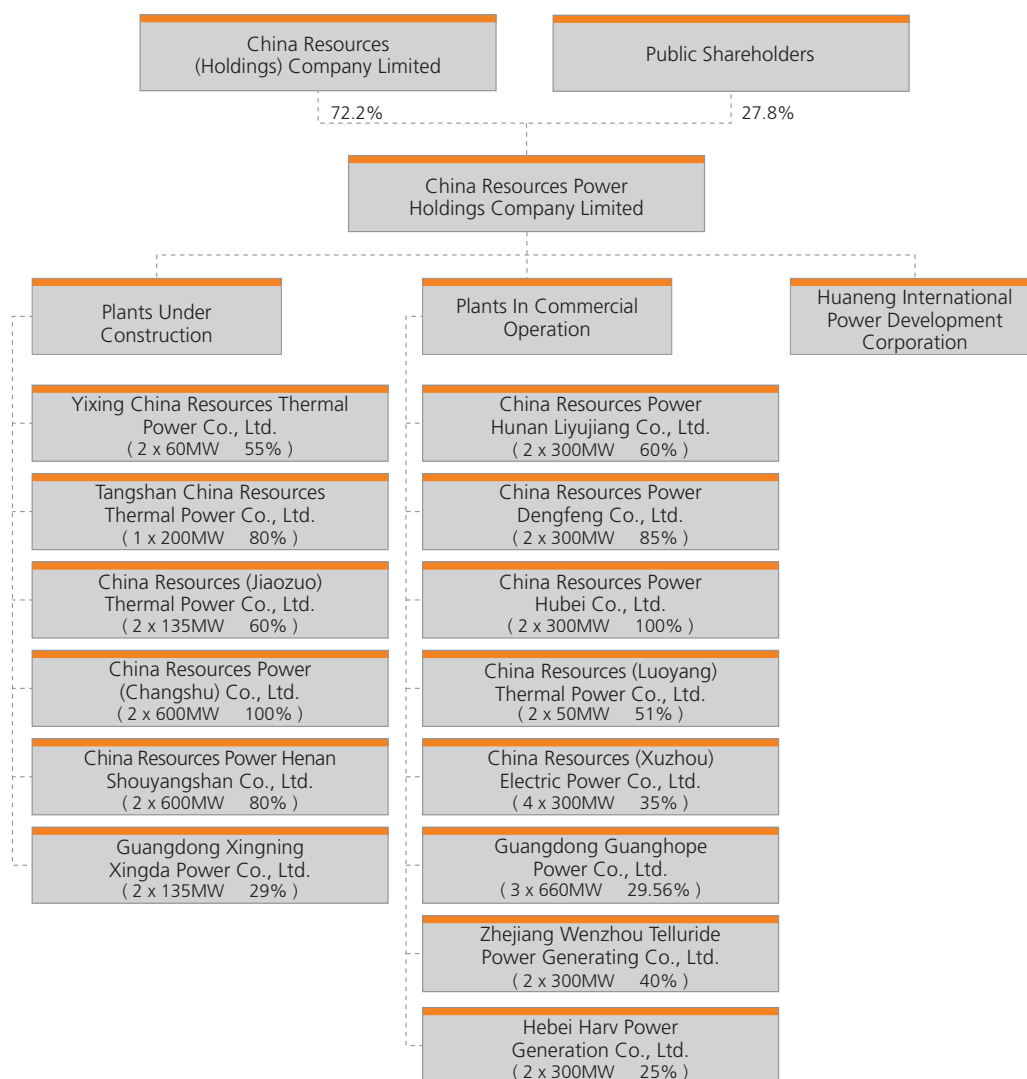 China Resources
(Holdings) Company Limited
Public Shareholders
72.2%
27.8%
China Resources Power
Holdings Company Limited
Plants Under
Construction
Plants In Commercial
Operation
Huaneng International
Power Development
Corporation
Yixing China Resources Thermal
Power Co., Ltd.
( 2 x 60MW 55% )
Tangshan China Resources
Thermal Power Co., Ltd.
( 1 x 200MW 80% )
China Resources (Jiaozuo)
Thermal Power Co., Ltd.
( 2 x 135MW 60% )
China Resources Power
(Changshu) Co., Ltd.
( 2 x 600MW 100% )
China Resources Power Henan
Shouyangshan Co., Ltd.
( 2 x 600MW 80% )
Guangdong Xingning
Xingda Power Co., Ltd.
( 2 x 135MW 29% )
China Resources Power
Hunan Liyujiang Co., Ltd.
( 2 x 300MW 60% )
China Resources Power
Dengfeng Co., Ltd.
( 2 x 300MW 85% )
China Resources Power
Hubei Co., Ltd.
( 2 x 300MW 100% )
China Resources (Luoyang)
Thermal Power Co., Ltd.
( 2 x 50MW 51% )
China Resources (Xuzhou)
Electric Power Co., Ltd.
( 4 x 300MW 35% )
Guangdong Guanghope
Power Co., Ltd.
( 3 x 660MW 29.56% )
Zhejiang Wenzhou Telluride
Power Generating Co., Ltd.
( 2 x 300MW 40% )
Hebei Harv Power
Generation Co., Ltd.
( 2 x 300MW 25% )